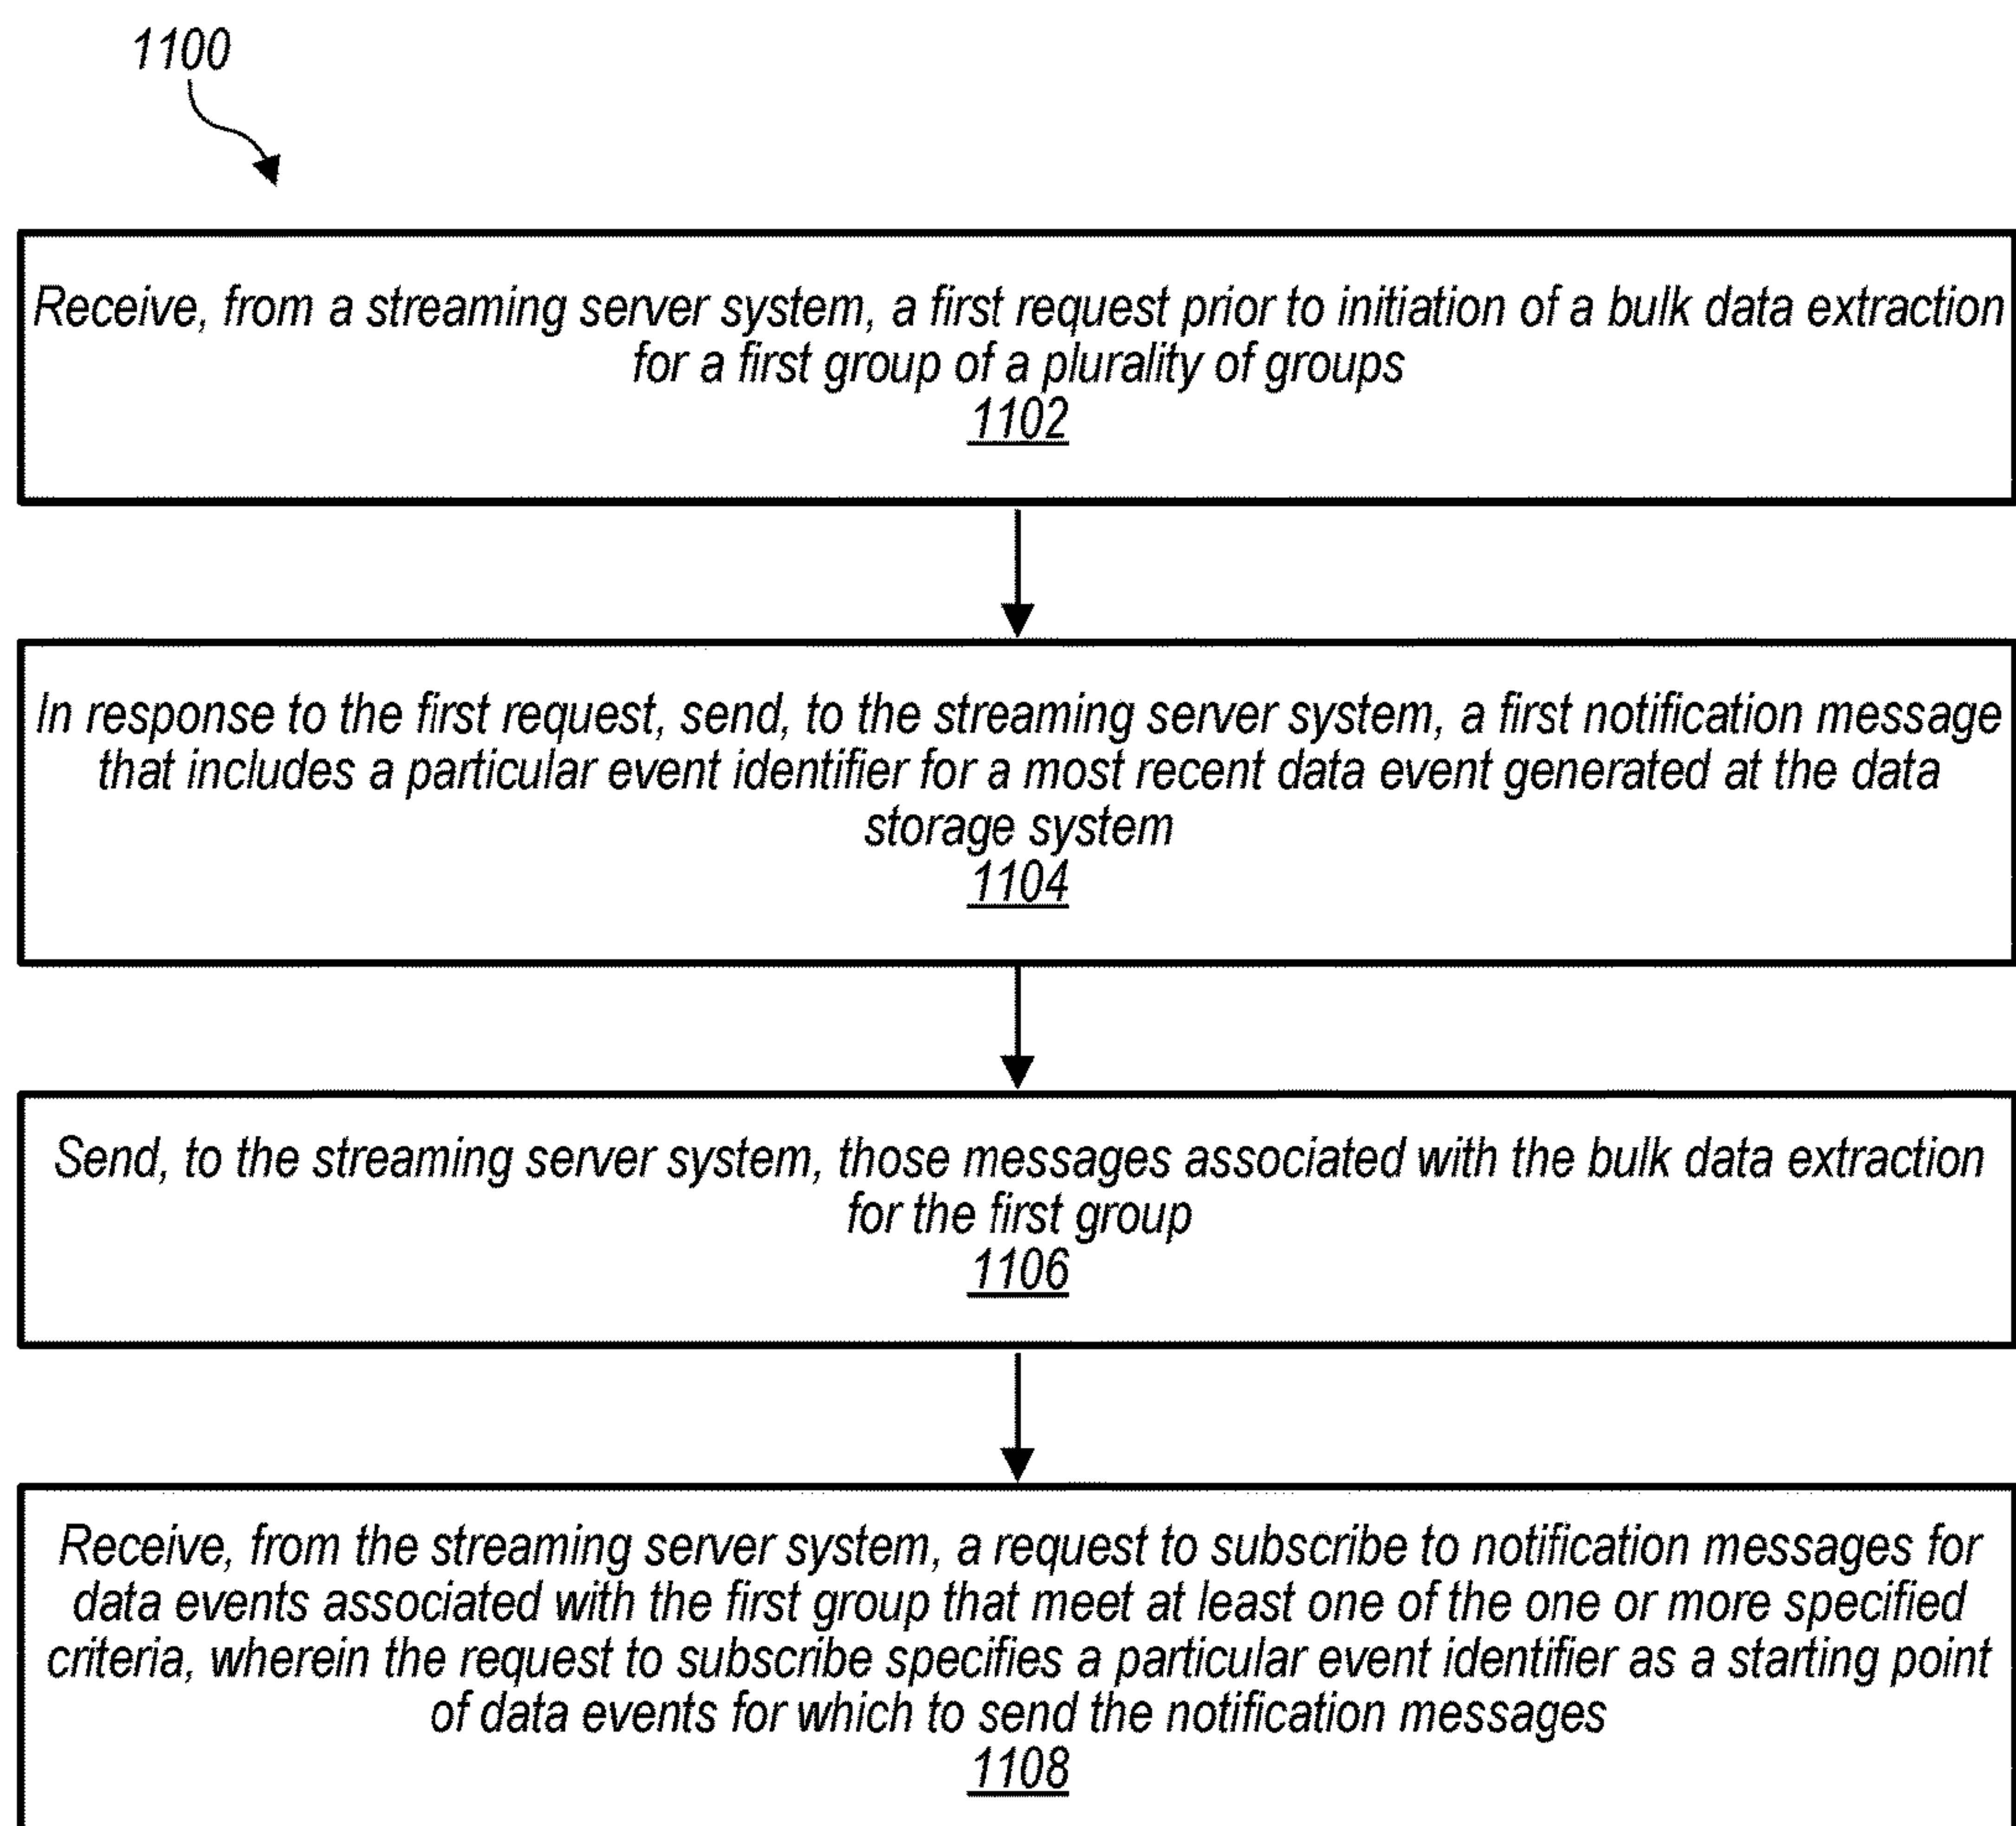 1100
Receive, from a streaming server system, a first request prior to initiation of a bulk data extraction
for a first group of a plurality of groups
1102
In response to the first request, send, to the streaming server system, a first notification message
that includes a particular event identifier for a most recent data event generated at the data
storage system
1104
Send, to the streaming server system, those messages associated with the bulk data extraction
for the first group
1106
Receive, from the streaming server system, a request to subscribe to notification messages for
data events associated with the first group that meet at least one of the one or more specified
criteria, wherein the request to subscribe specifies a particular event identifier as a starting point
of data events for which to send the notification messages
1108